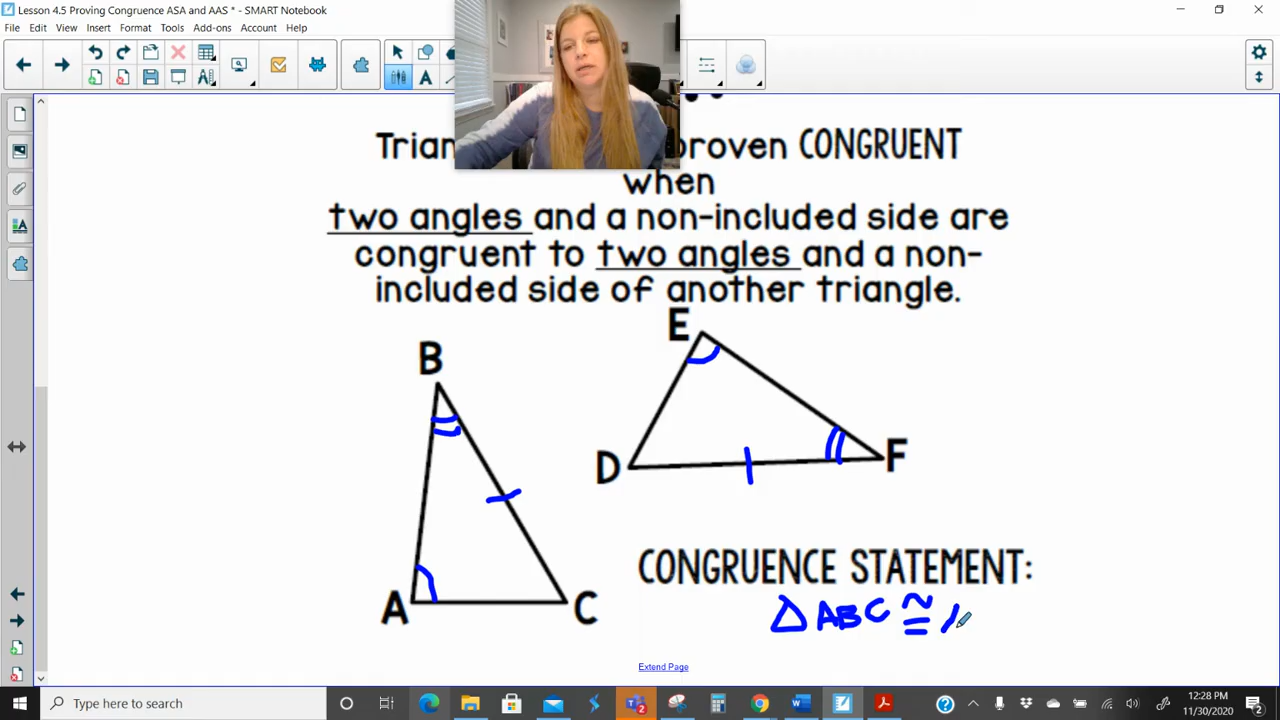 Lesson 4.5 Proving Congruence ASA and AAS * - SMART Notebook
File Edit View Insert Format Tools Add-ons Account Help
proven CONGRUENT
when
two angles and a non-included side are
congruent to two angles and a non-
included side of another triangle.
E
B
D F
CONGRUENCE STATEMENT:
A C
Δ ABC ≅
Extend Page
Type here to search
12:28 PM
11/30/2020